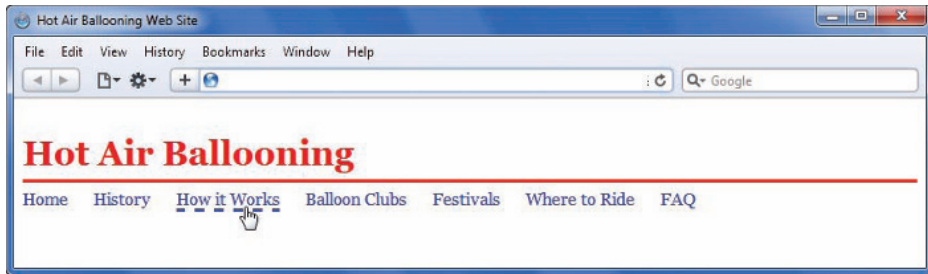 Hot Air Ballooning Web Site
File Edit View History Bookmarks Window Help
Google
Hot Air Ballooning
Home History How it Works Balloon Clubs Festivals Where to Ride FAQ